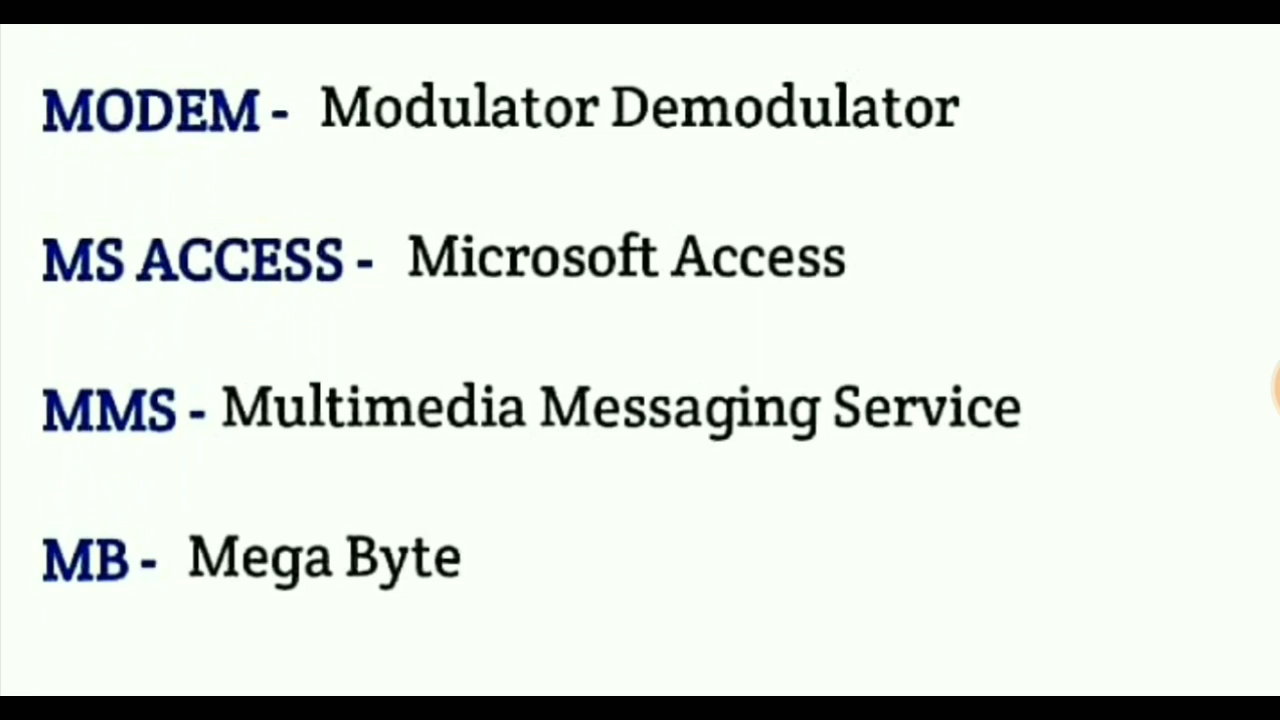 MODEM - Modulator Demodulator
MS ACCESS - Microsoft Access
MMS - Multimedia Messaging Service
MB - Mega Byte